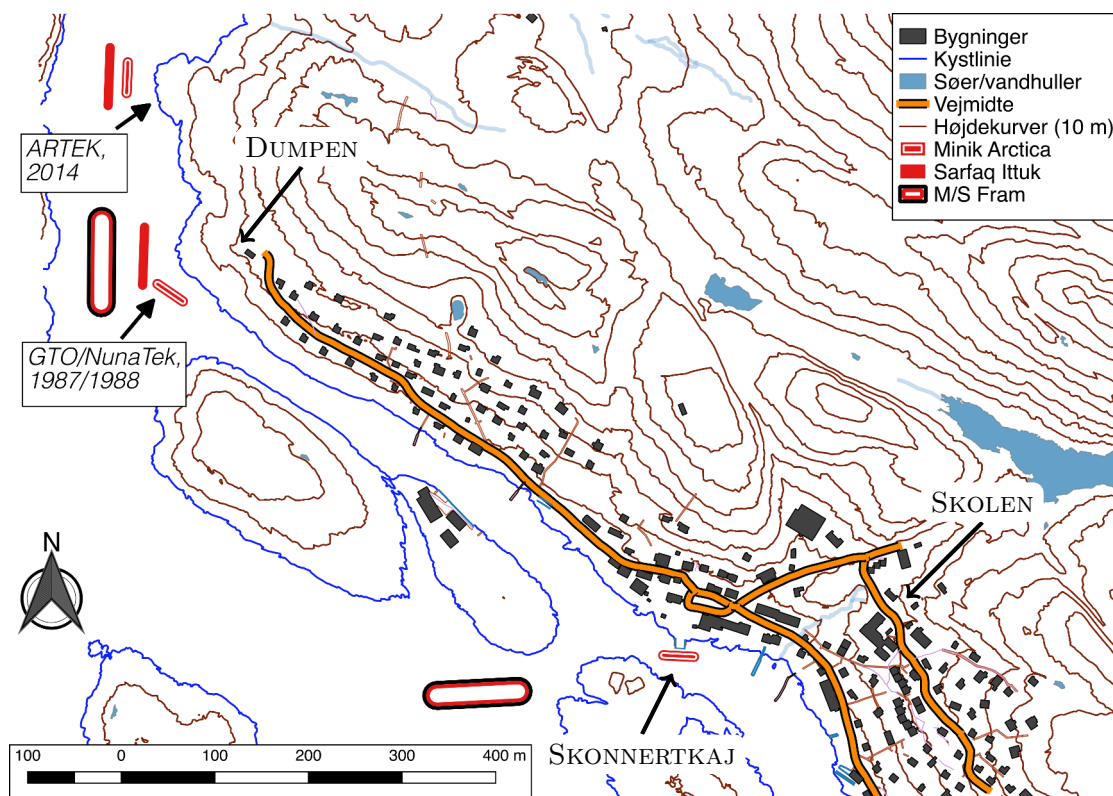 ARTEK,
2014
DUMPEN
Bygninger
Kystlinie
Søer/vandhuller
Vejmidte
Højdekurver (10 m)
Minik Arctica
Sarfaq Ittuk
M/S Fram
GTO/NunaTek,
1987/1988
SKOLEN
N
SKONNERTKAJ
100 0 100 200 300 400 m